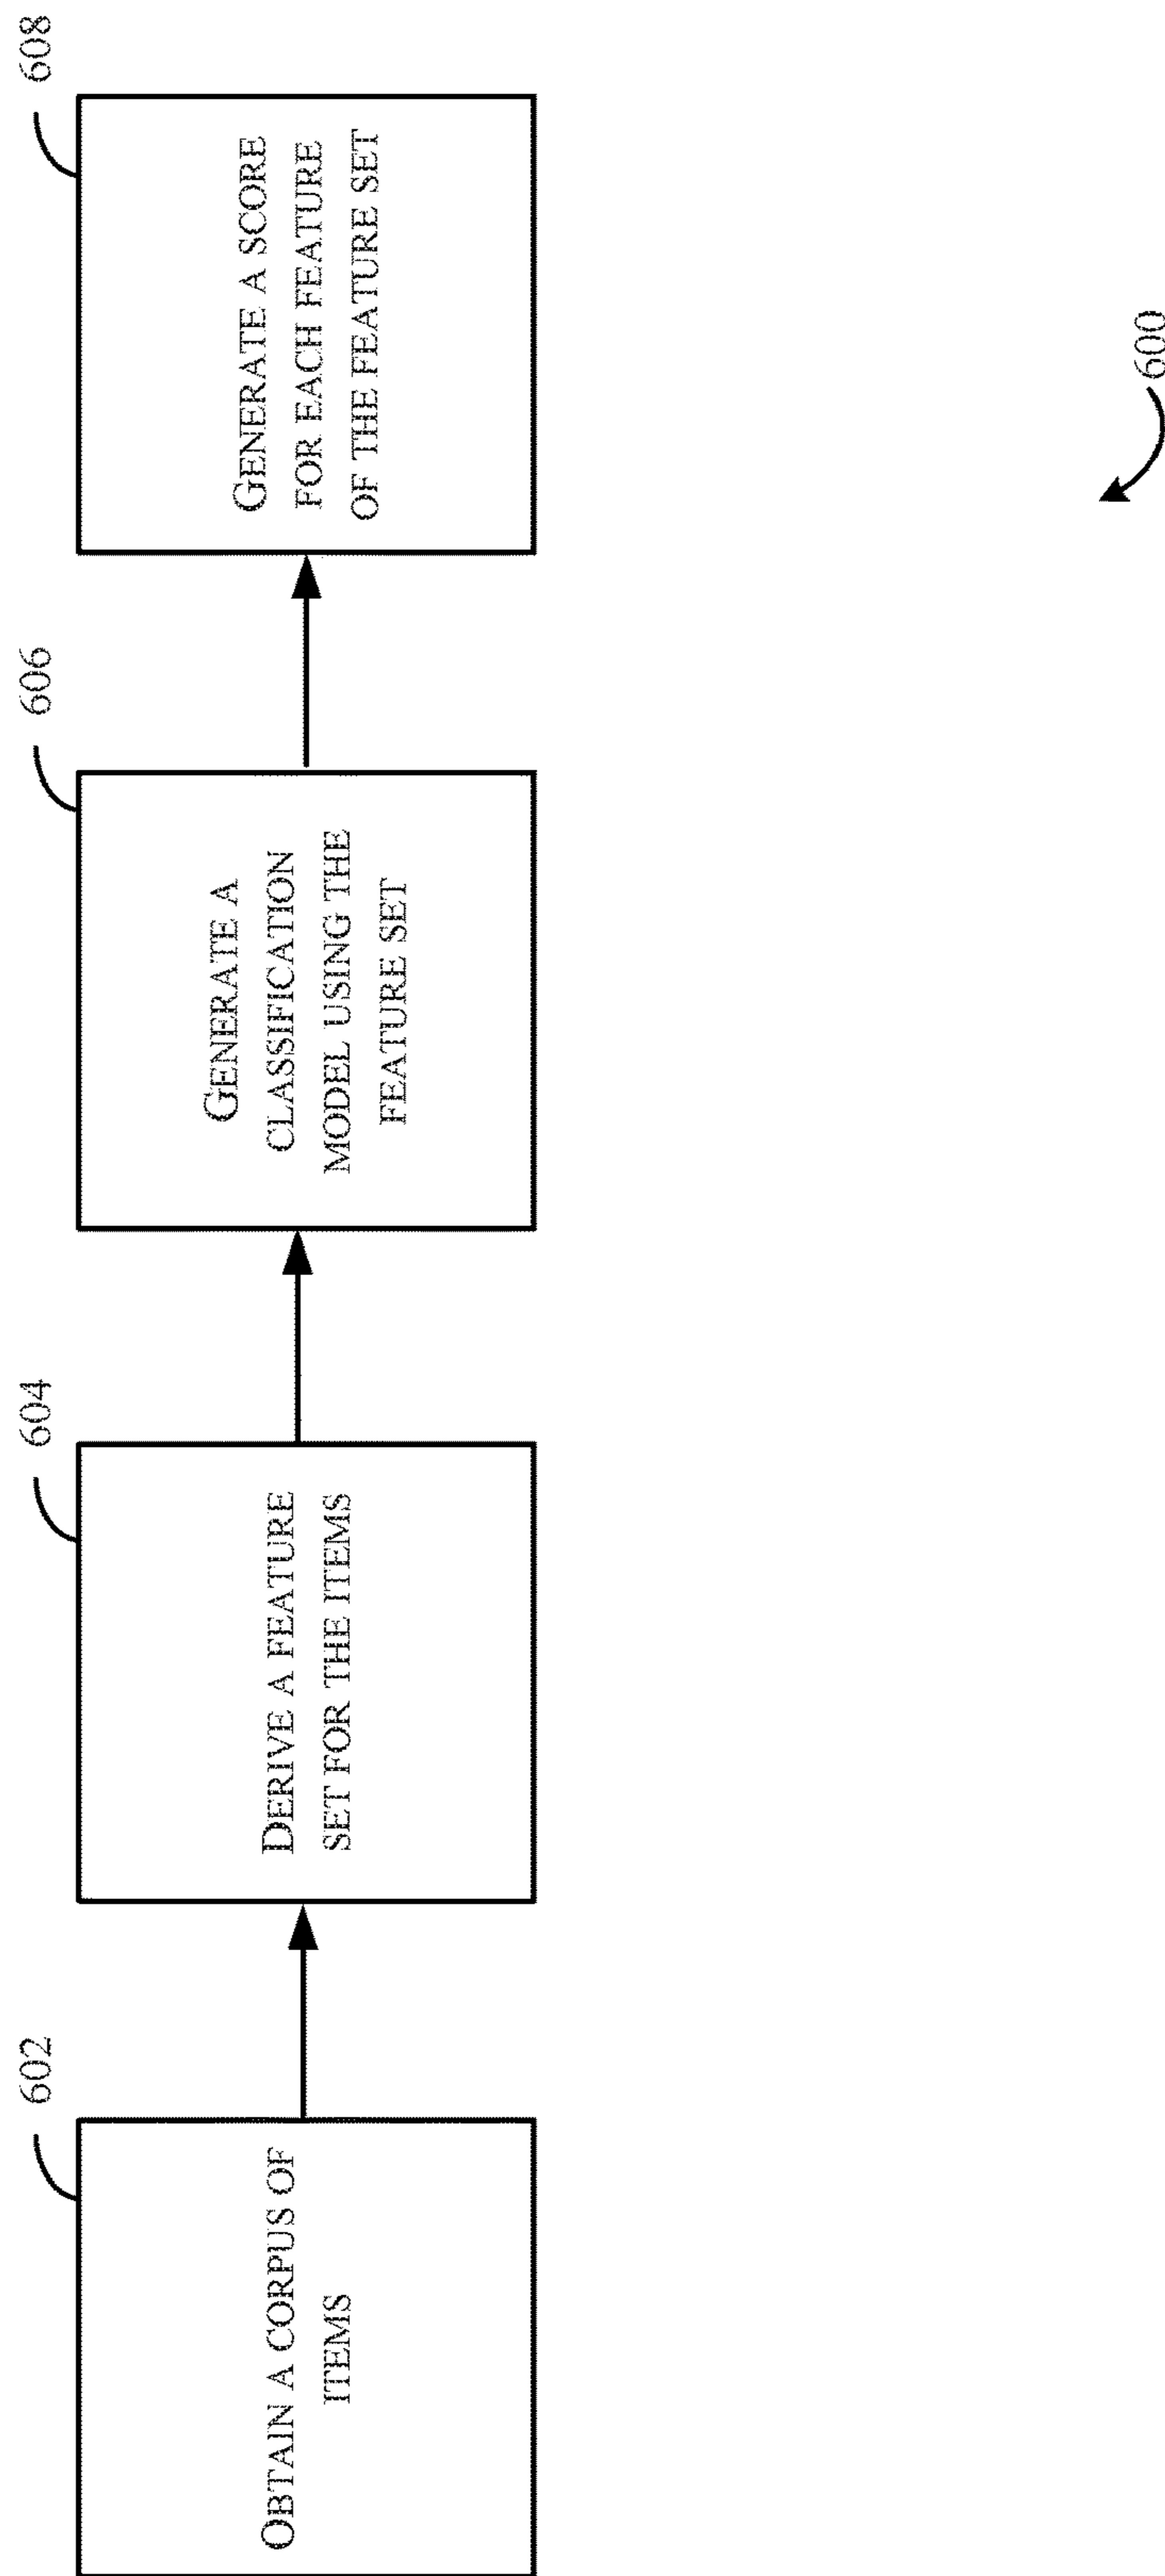 602
OBTAIN A CORPUS OF
ITEMS
604
DERIVE A FEATURE
SET FOR THE ITEMS
606
GENERATE A
CLASSIFICATION
MODEL USING THE
FEATURE SET
608
GENERATE A SCORE
FOR EACH FEATURE
OF THE FEATURE SET
600